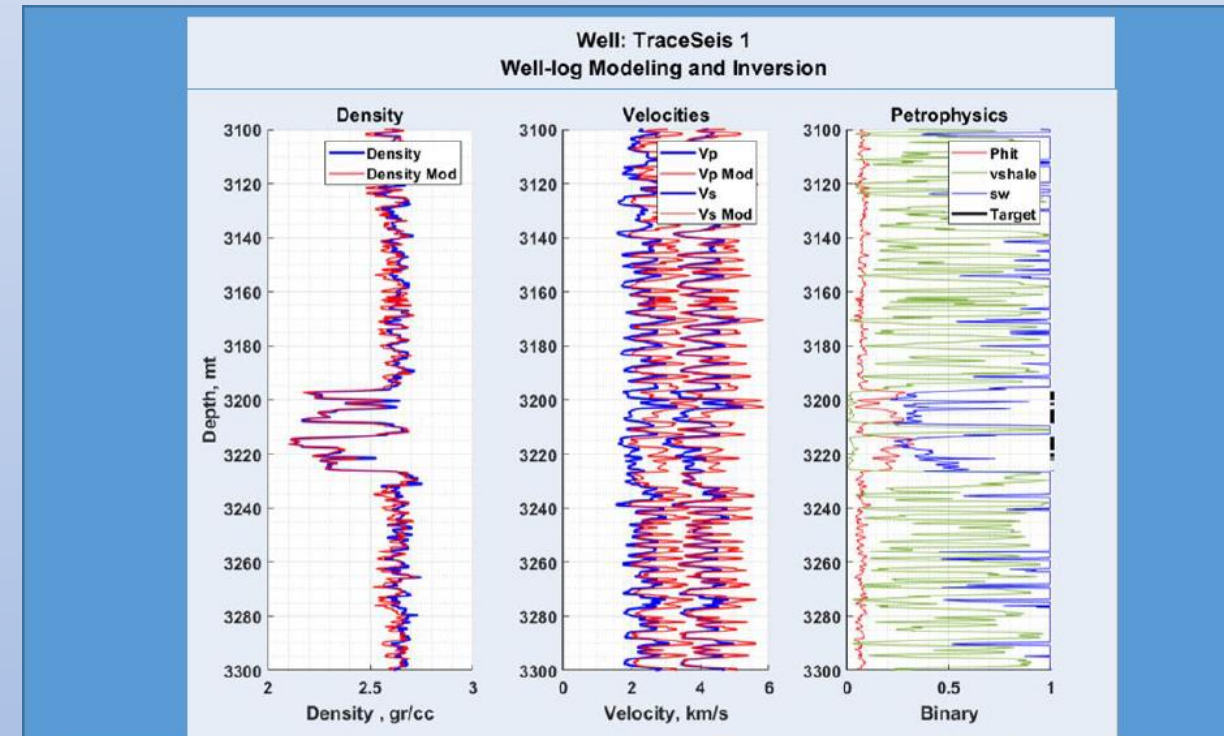 Well: TraceSeis 1
Well-log Modeling and Inversion
Density
Velocities
Petrophysics
Density
Density Mod
Vp
Vp Mod
Vs
Vs Mod
Phit
vshale
sw
Target
Depth, mt
3100
3120
3140
3160
3180
3200
3220
3240
3260
3280
3300
2
2.5
3
Density , gr/cc
3100
3120
3140
3160
3180
3200
3220
3240
3260
3280
3300
0
2
4
6
Velocity, km/s
3100
3120
3140
3160
3180
3200
3220
3240
3260
3280
3300
0
0.5
1
Binary